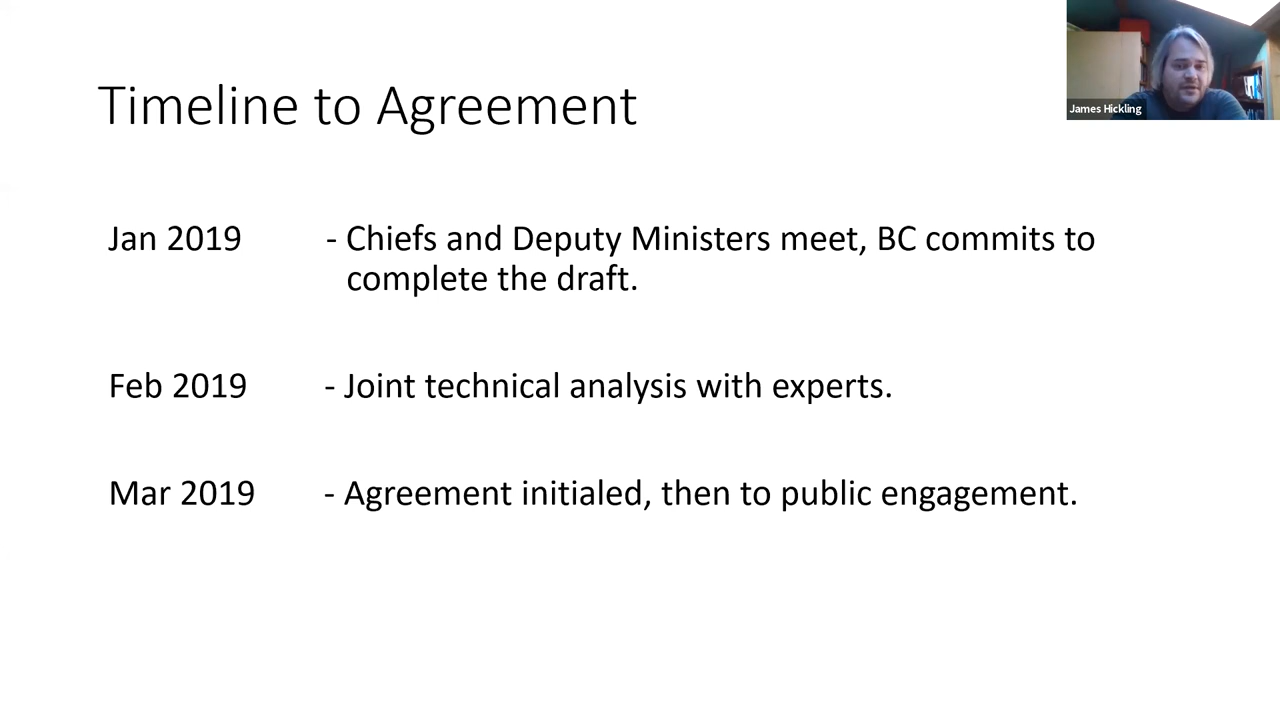 Timeline to Agreement
James Hickling
Jan 2019 - Chiefs and Deputy Ministers meet, BC commits to
complete the draft.
Feb 2019 - Joint technical analysis with experts.
Mar 2019 - Agreement initialed, then to public engagement.